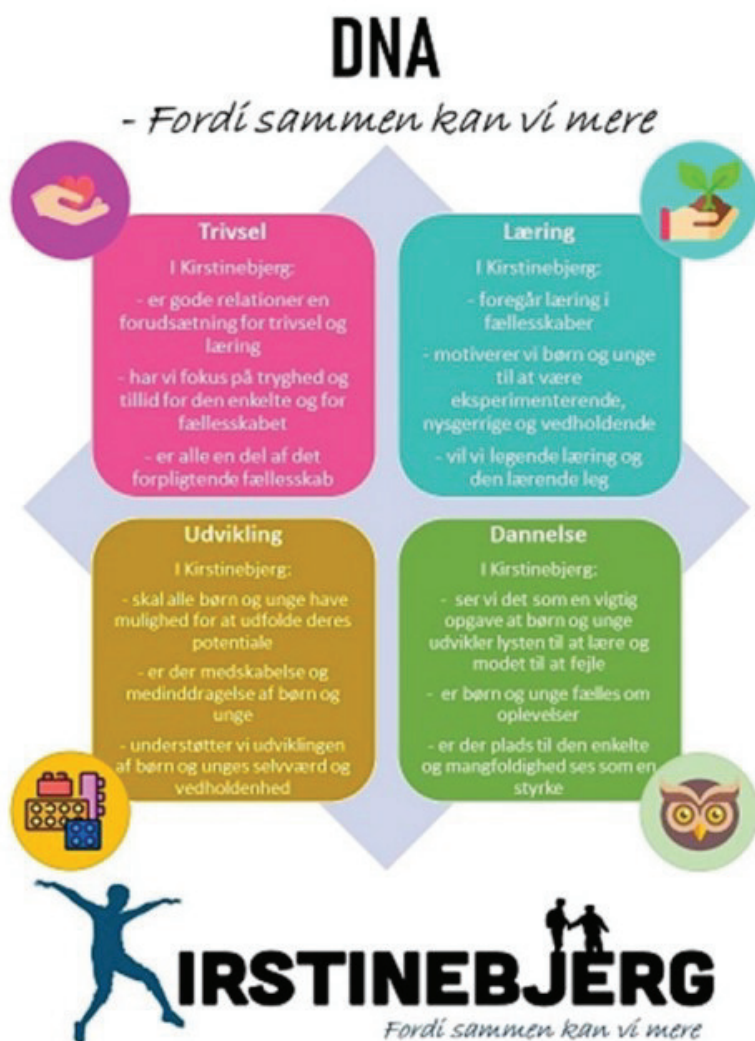 DNA
- Fordi sammen kan vi mere
Trivsel
I Kirstinebjerg:
- er gode relationer en
forudsætning for trivsel og
læring
- har vi fokus på tryghed og
tillid for den enkelte og for
fællesskabet
- er alle en del af det
forpligtende fællesskab
Læring
I Kirstinebjerg:
- foregår læring i
fællesskaber
- motiverer vi børn og unge
til at være
eksperimenterende,
nysgerrige og vedholdende
- vil vi legende læring og
den lærende leg
Udvikling
I Kirstinebjerg:
- skal alle børn og unge have
mulighed for at udfolde deres
potentiale
- er der medskabelse og
medinddragelse af børn og
unge
- understøtter vi udviklingen
af børn og unges selvværd og
vedholdenhed
Dannelse
I Kirstinebjerg:
- ser vi det som en vigtig
opgave at børn og unge
udvikler lysten til at lære og
modet til at fejle
- er børn og unge fælles om
oplevelser
- er der plads til den enkelte
og mangfoldighed ses som en
styrke
KIRSTINEBJERG
Fordi sammen kan vi mere